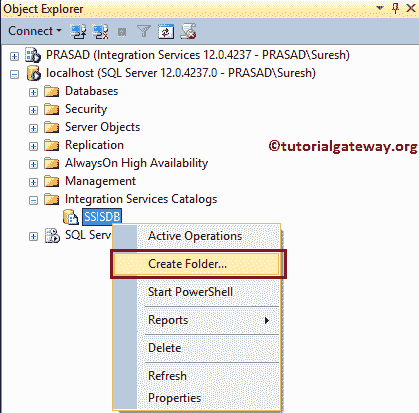 Object Explorer
Connect
PRASAD (Integration Services 12.0.4237 - PRASAD\Suresh)
localhost (SQL Server 12.0.4237.0 - PRASAD\Suresh)
Databases
Security
Server Objects
Replication
©tutorialgateway.org
AlwaysOn High Availability
Management
Integration Services Catalogs
SSISDB
SQL Serv
Active Operations
Create Folder...
Start PowerShell
Reports
Delete
Refresh
Properties